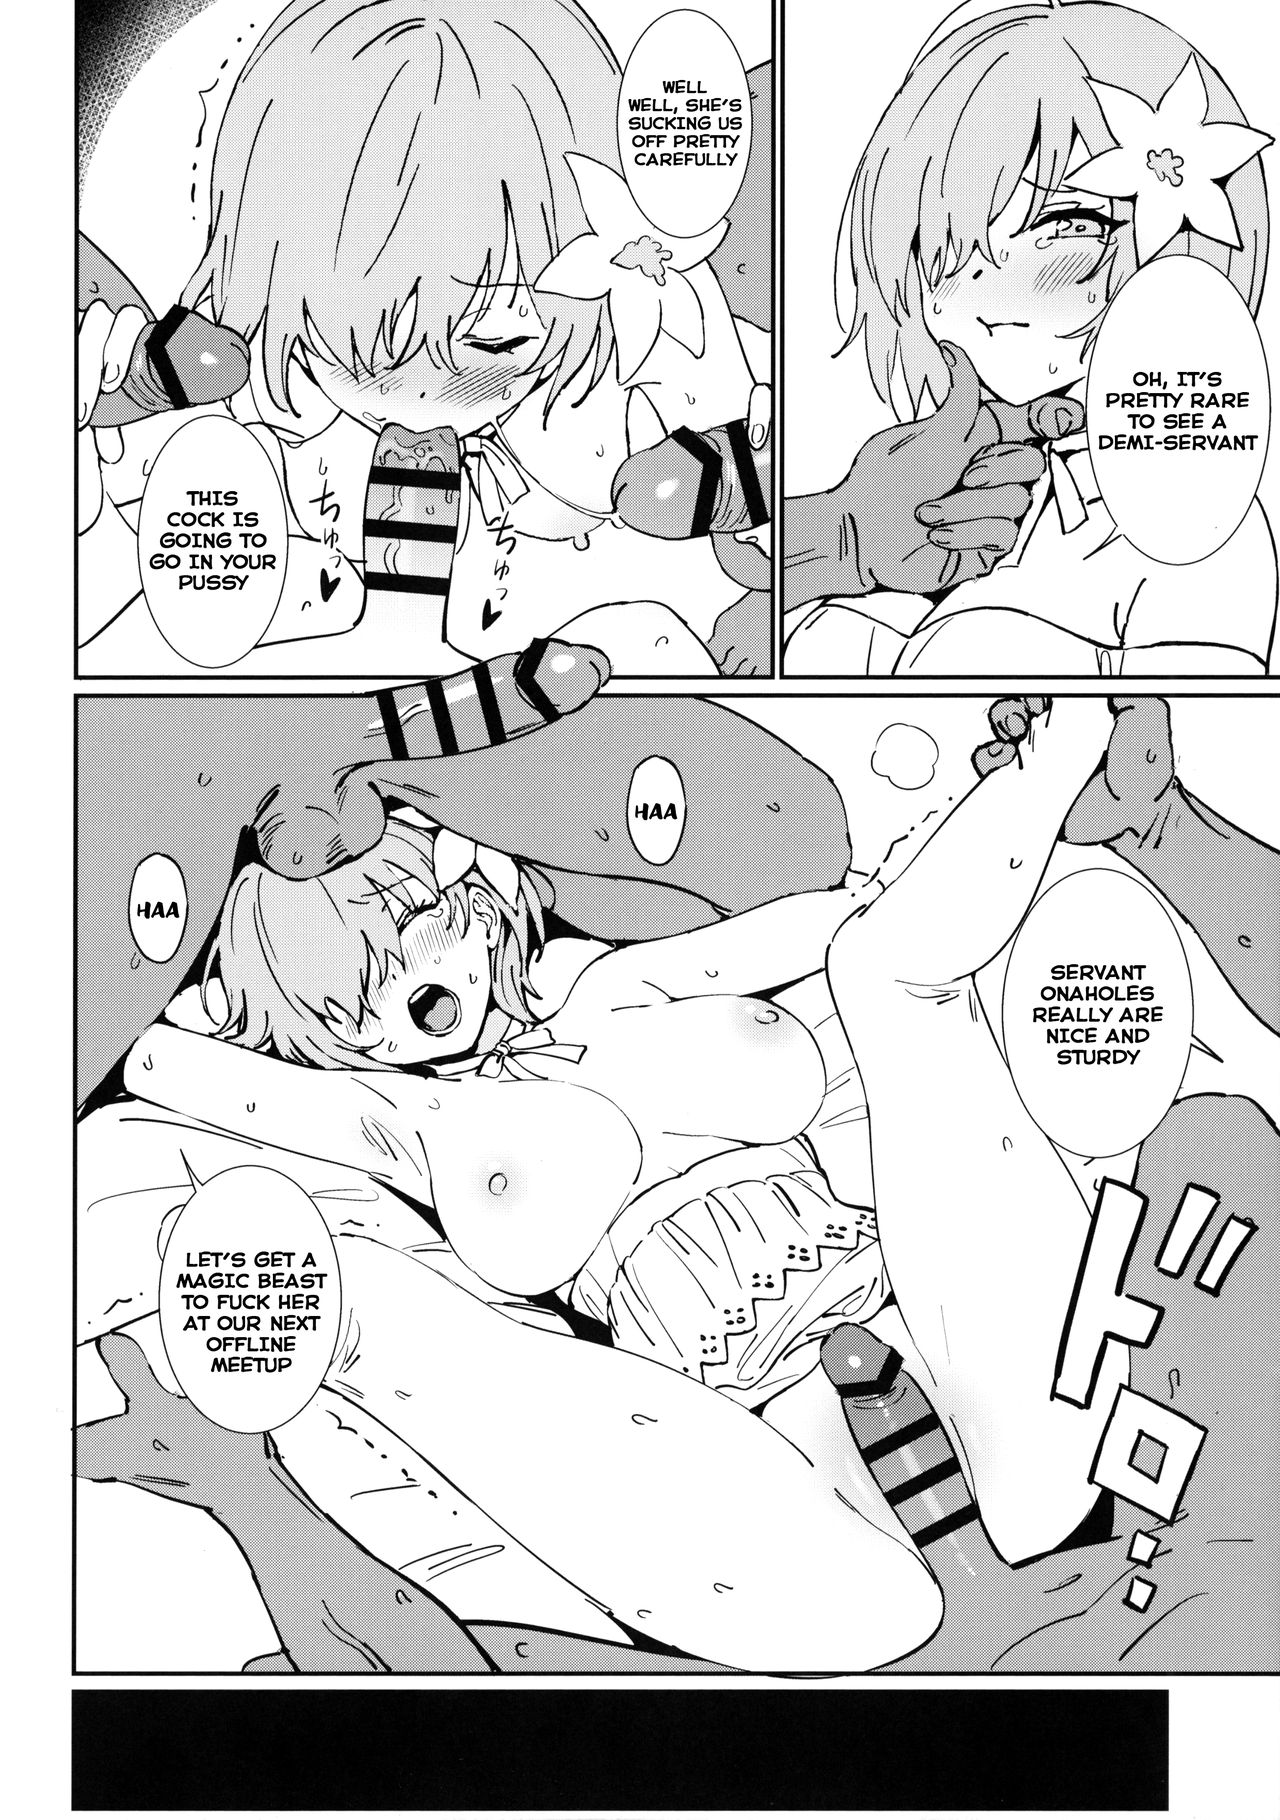 OH, IT'S
PRETTY RARE
TO SEE A
DEMI-SERVANT
WELL
WELL, SHE'S
SUCKING US
OFF PRETTY
CAREFULLY
THIS
COCK IS
GOING TO
GO IN YOUR
PUSSY
ちゅっ♥
ちゅっ♥
HAA
HAA
SERVANT
ONAHOLES
REALLY ARE
NICE AND
STURDY
LET'S GET A
MAGIC BEAST
TO FUCK HER
AT OUR NEXT
OFFLINE
MEETUP
ドロ…